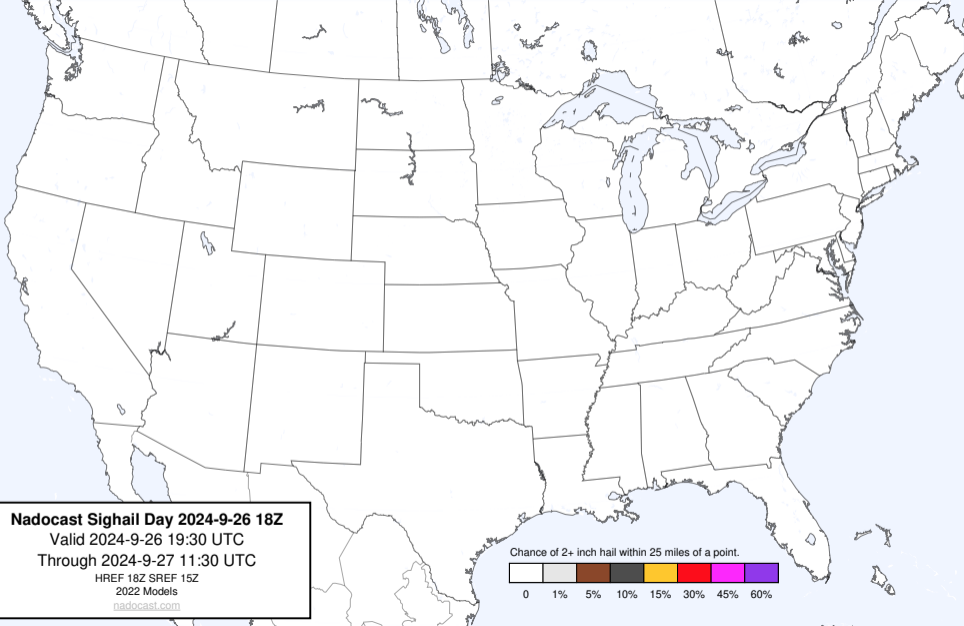 Nadocast Sighail Day 2024-9-26 18Z
Valid 2024-9-26 19:30 UTC
Through 2024-9-27 11:30 UTC
HREF 18Z SREF 15Z
2022 Models
nadocast.com
Chance of 2+ inch hail within 25 miles of a point.
0 1% 5% 10% 15% 30% 45% 60%